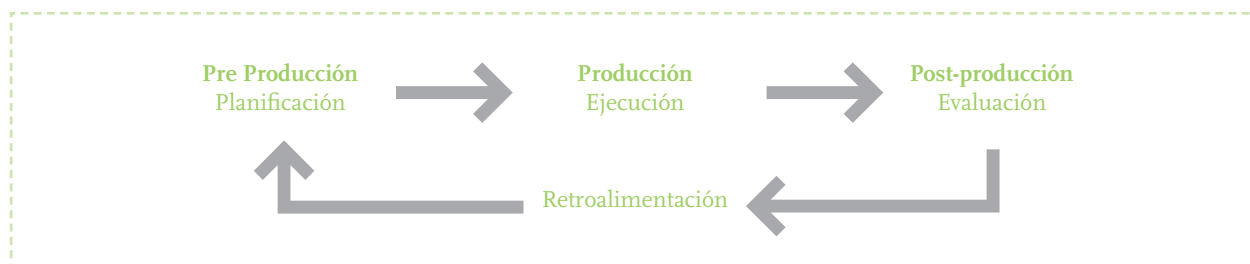 Pre Producción
Planificación
Producción
Ejecución
Post-producción
Evaluación
Retroalimentación